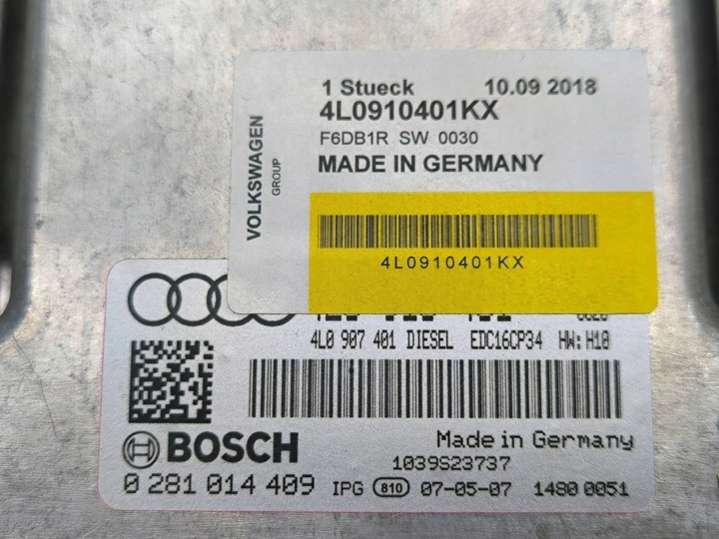 VOLKSWAGEN
GROUP
1 Stueck 10.09 2018
4L0910401KX
F6DB1R SW 0030
MADE IN GERMANY
4L0910401KX
4L0 907 401 DIESEL EDC16CP34 HW:H10
BOSCH
Made in Germany
1039S23737
0 281 014 409 IPG 810 07-05-07 1480 0051